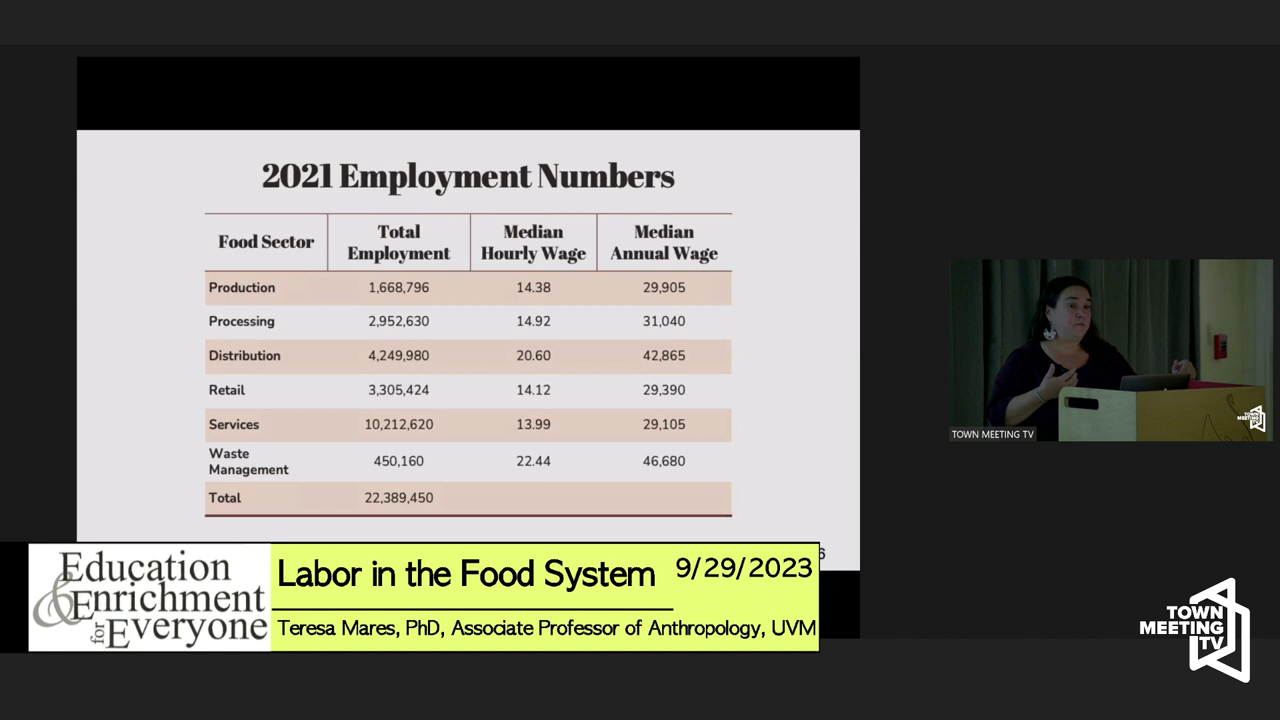 2021 Employment Numbers
Food Sector
Total
Employment
Median
Hourly Wage
Median
Annual Wage
Production 1,668,796 14.38 29,905
Processing 2,952,630 14.92 31,040
Distribution 4,249,980 20.60 42,865
Retail 3,305,424 14.12 29,390
Services 10,212,620 13.99 29,105
Waste
Management 450,160 22.44 46,680
Total 22,389,450
6
TOWN MEETING TV
TOWN
MEETING
TV
Education
& Enrichment
for Everyone
Labor in the Food System 9/29/2023
Teresa Mares, PhD, Associate Professor of Anthropology, UVM
TOWN
MEETING
TV